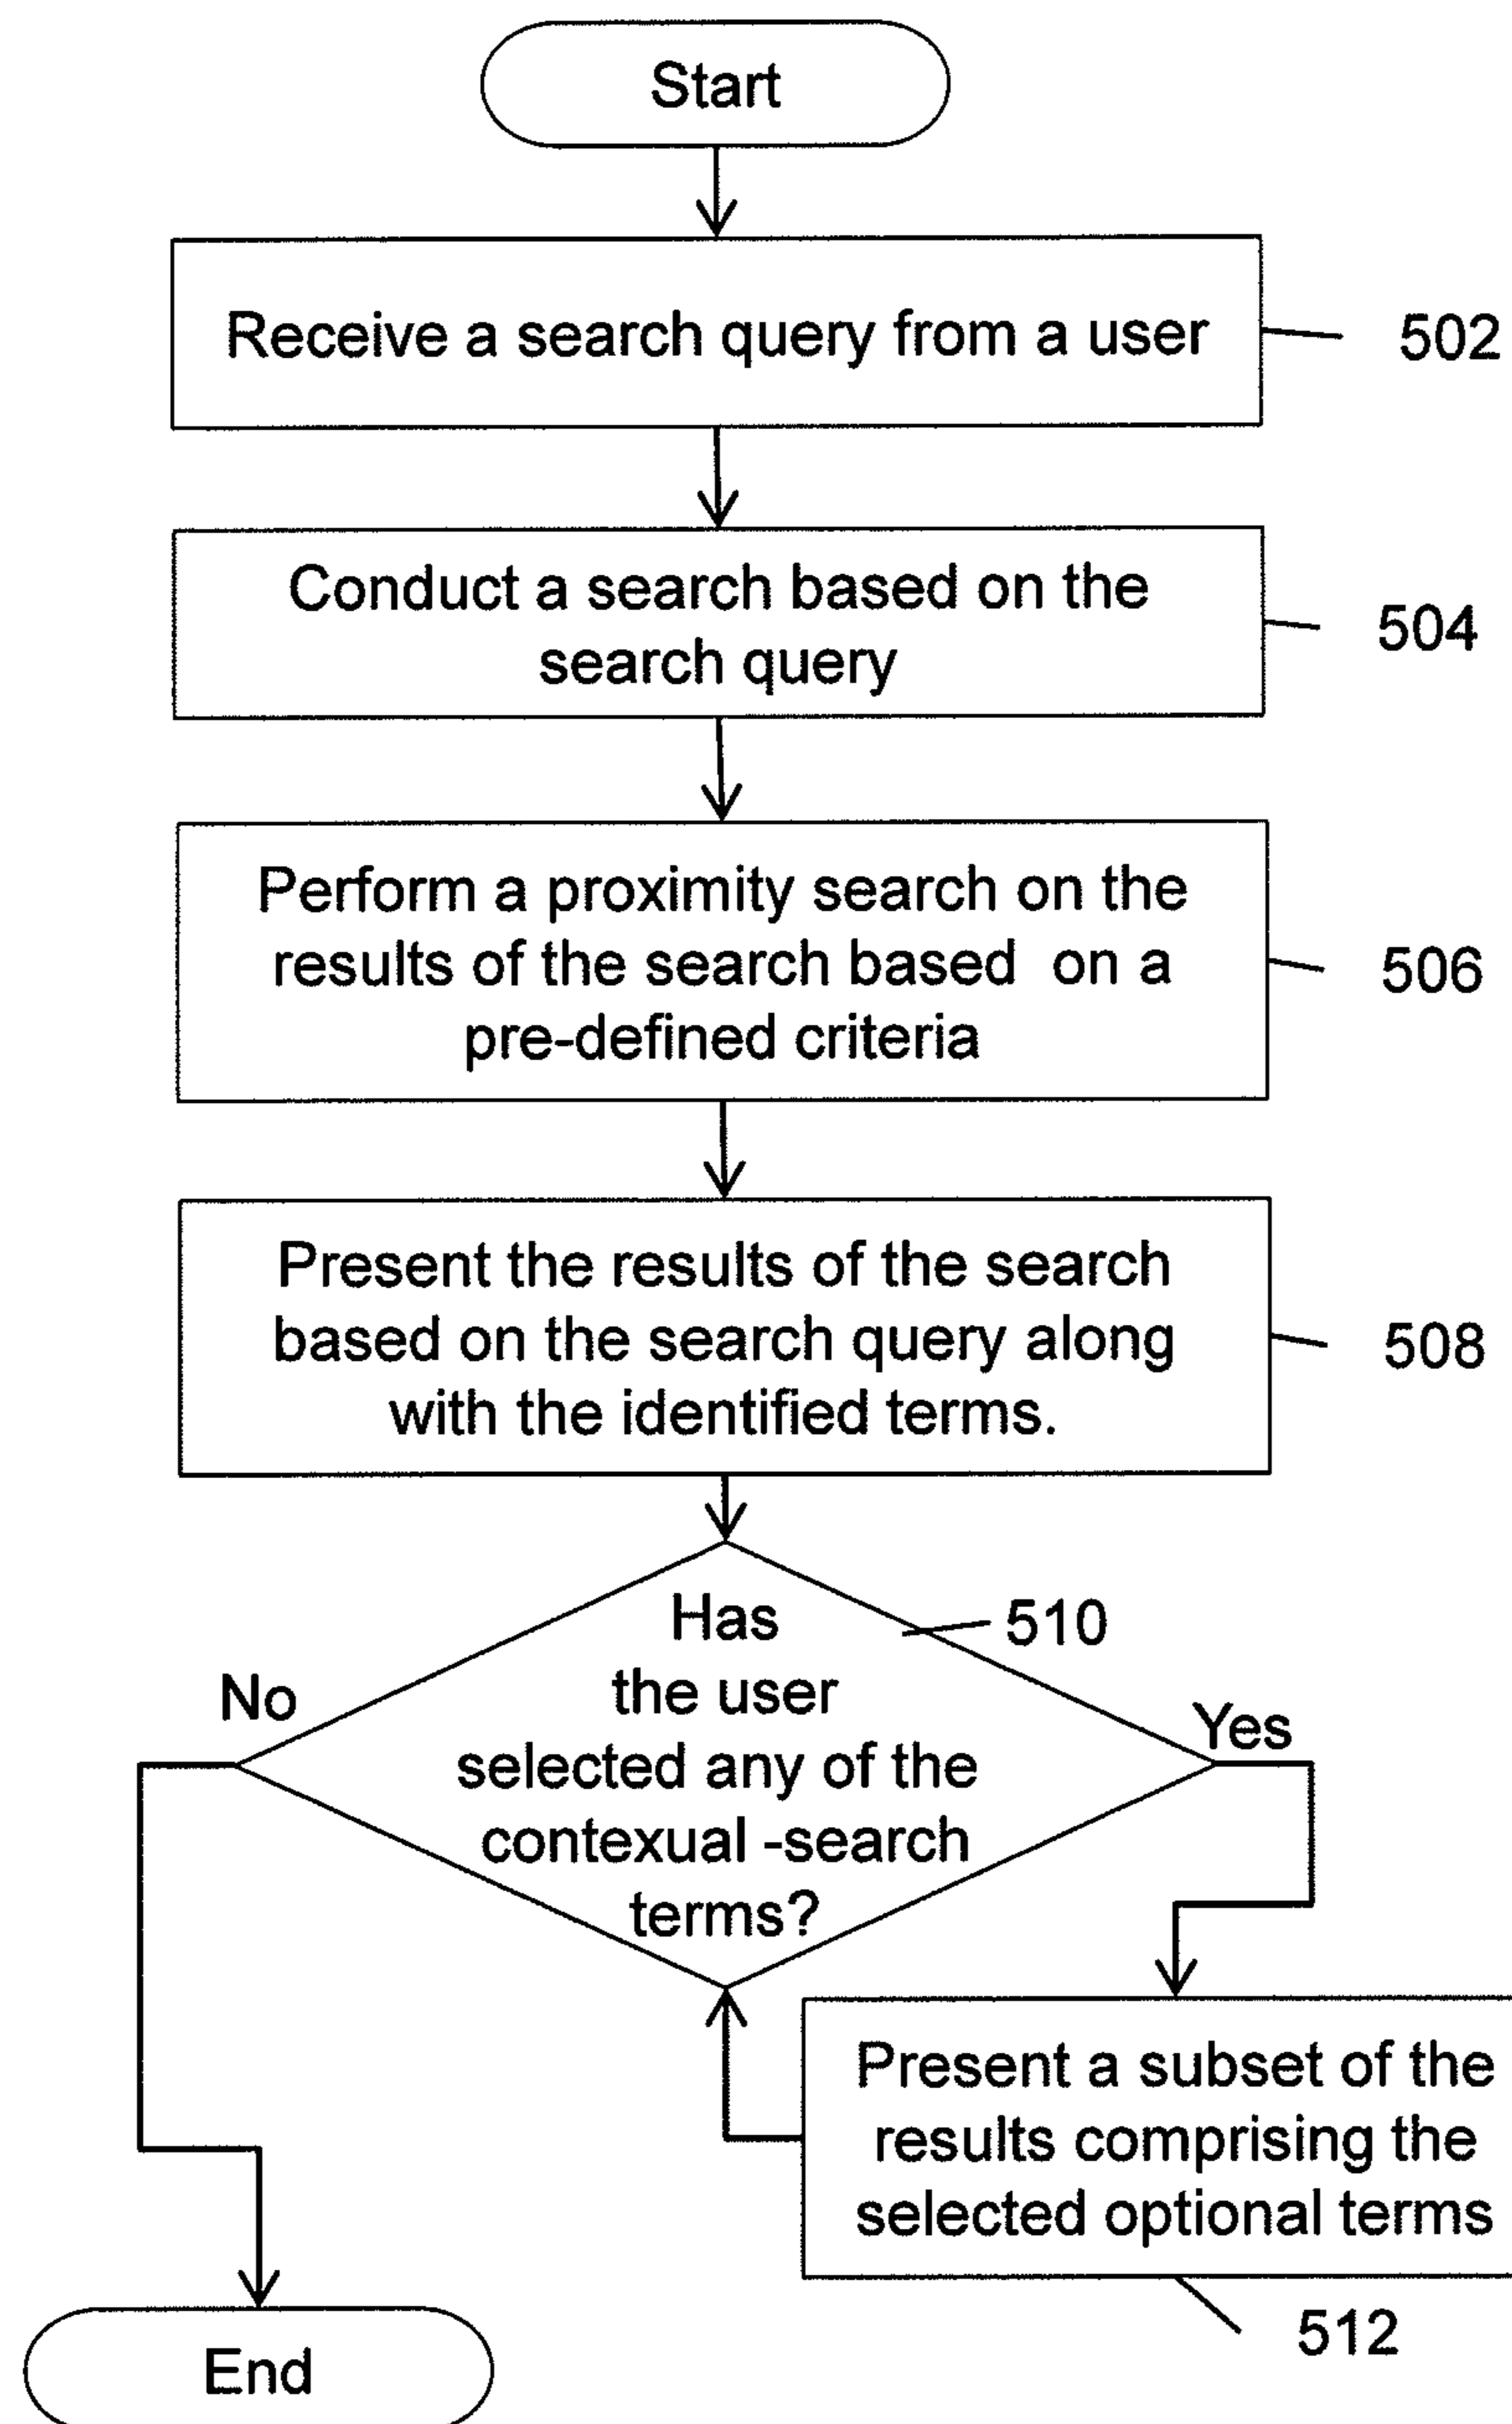 Start
Receive a search query from a user
502
Conduct a search based on the
search query
504
Perform a proximity search on the
results of the search based on a
pre-defined criteria
506
Present the results of the search
based on the search query along
with the identified terms.
508
Has
the user
selected any of the
contexual -search
terms?
510
No
Yes
Present a subset of the
results comprising the
selected optional terms
512
End